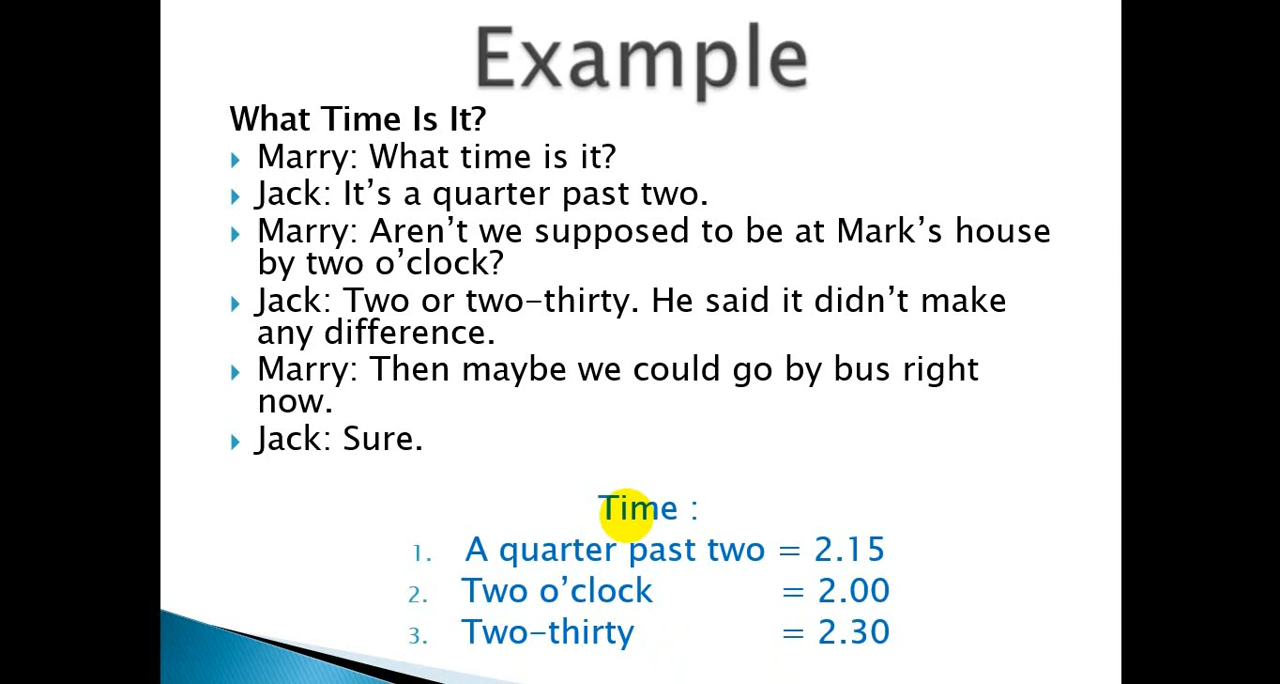 Example
What Time Is It?
Marry: What time is it?
Jack: It's a quarter past two.
Marry: Aren't we supposed to be at Mark's house
by two o'clock?
Jack: Two or two-thirty. He said it didn't make
any difference.
Marry: Then maybe we could go by bus right
now.
Jack: Sure.
Time :
1. A quarter past two = 2.15
2. Two o'clock = 2.00
3. Two-thirty = 2.30